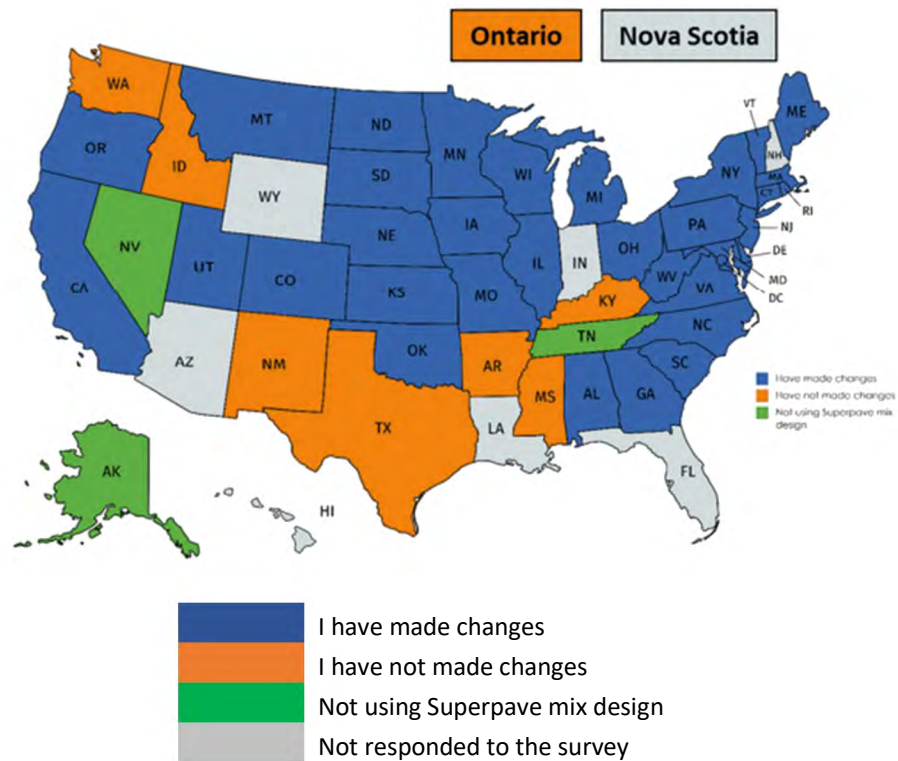 Ontario Nova Scotia
WA
MT
ND
MN
OR
ID
SD
WI
MI
NY
VT
NH
ME
MA
CT
RI
WY
NE
IA
PA
NJ
NV
UT
CO
IL
IN
OH
DE
MD
DC
CA
KS
MO
WV
VA
KY
NC
AZ
NM
OK
AR
TN
SC
TX
LA
MS
AL
GA
FL
AK
HI
Have made changes
Have not made changes
Not using Superpave mix
design
I have made changes
I have not made changes
Not using Superpave mix design
Not responded to the survey